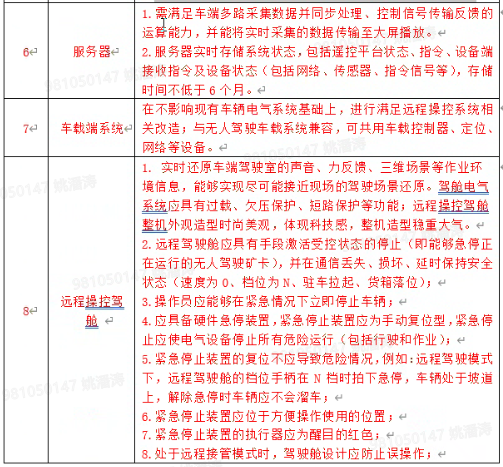 1.需满足车端多路采集数据并同步处理、控制信号传输反馈的
运算能力，并能将实时采集的数据传输至大屏播放。
6
服务器
2.服务器实时存储系统状态，包括遥控平台状态、指令、设备端
接收指令及设备状态（包括网络、传感器、指令信号等），存储
时间不低于6个月。
在不影响现有车辆电气系统基础上，进行满足远程操控系统相
7
车载端系统
关改造；与无人驾驶车载系统兼容，可共用车载控制器、定位、
网络等设备。
1. 实时还原车端驾驶室的声音、力反馈、三维场景等作业环
境信息，能够实现尽可能接近现场的驾驶场景还原。驾舱电气
系统应具有过载、欠压保护、短路保护等功能；远程操控驾舱
整机外观造型时尚美观，体现科技感，整机造型稳重大气。
2.远程驾驶舱应具有手段激活受控状态的停止（即能够急停正
在运行的无人驾驶矿卡），并在通信丢失、损坏、延时保持安全
状态（速度为0、档位为N、驻车拉起、货箱落位）；
8
远程操控驾
舱
3.操作员应能够在紧急情况下立即停止车辆；
4.应具备硬件急停装置，紧急停止装置应为手动复位型，紧急停
止应使电气设备停止所有危险运行（包括行驶和作业）；
5.紧急停止装置的复位不应导致危险情况，例如:远程驾驶模式
下，远程驾驶舱的档位手柄在N档时拍下急停，车辆处于坡道
上，解除急停时车辆应不会溜车；
6.紧急停止装置应位于方便操作使用的位置；
7.紧急停止装置的执行器应为醒目的红色；
8.处于远程接管模式时，驾驶舱设计应防止误操作；
981050147 姚瀚涛
981050147 姚瀚涛
981050147 姚瀚涛